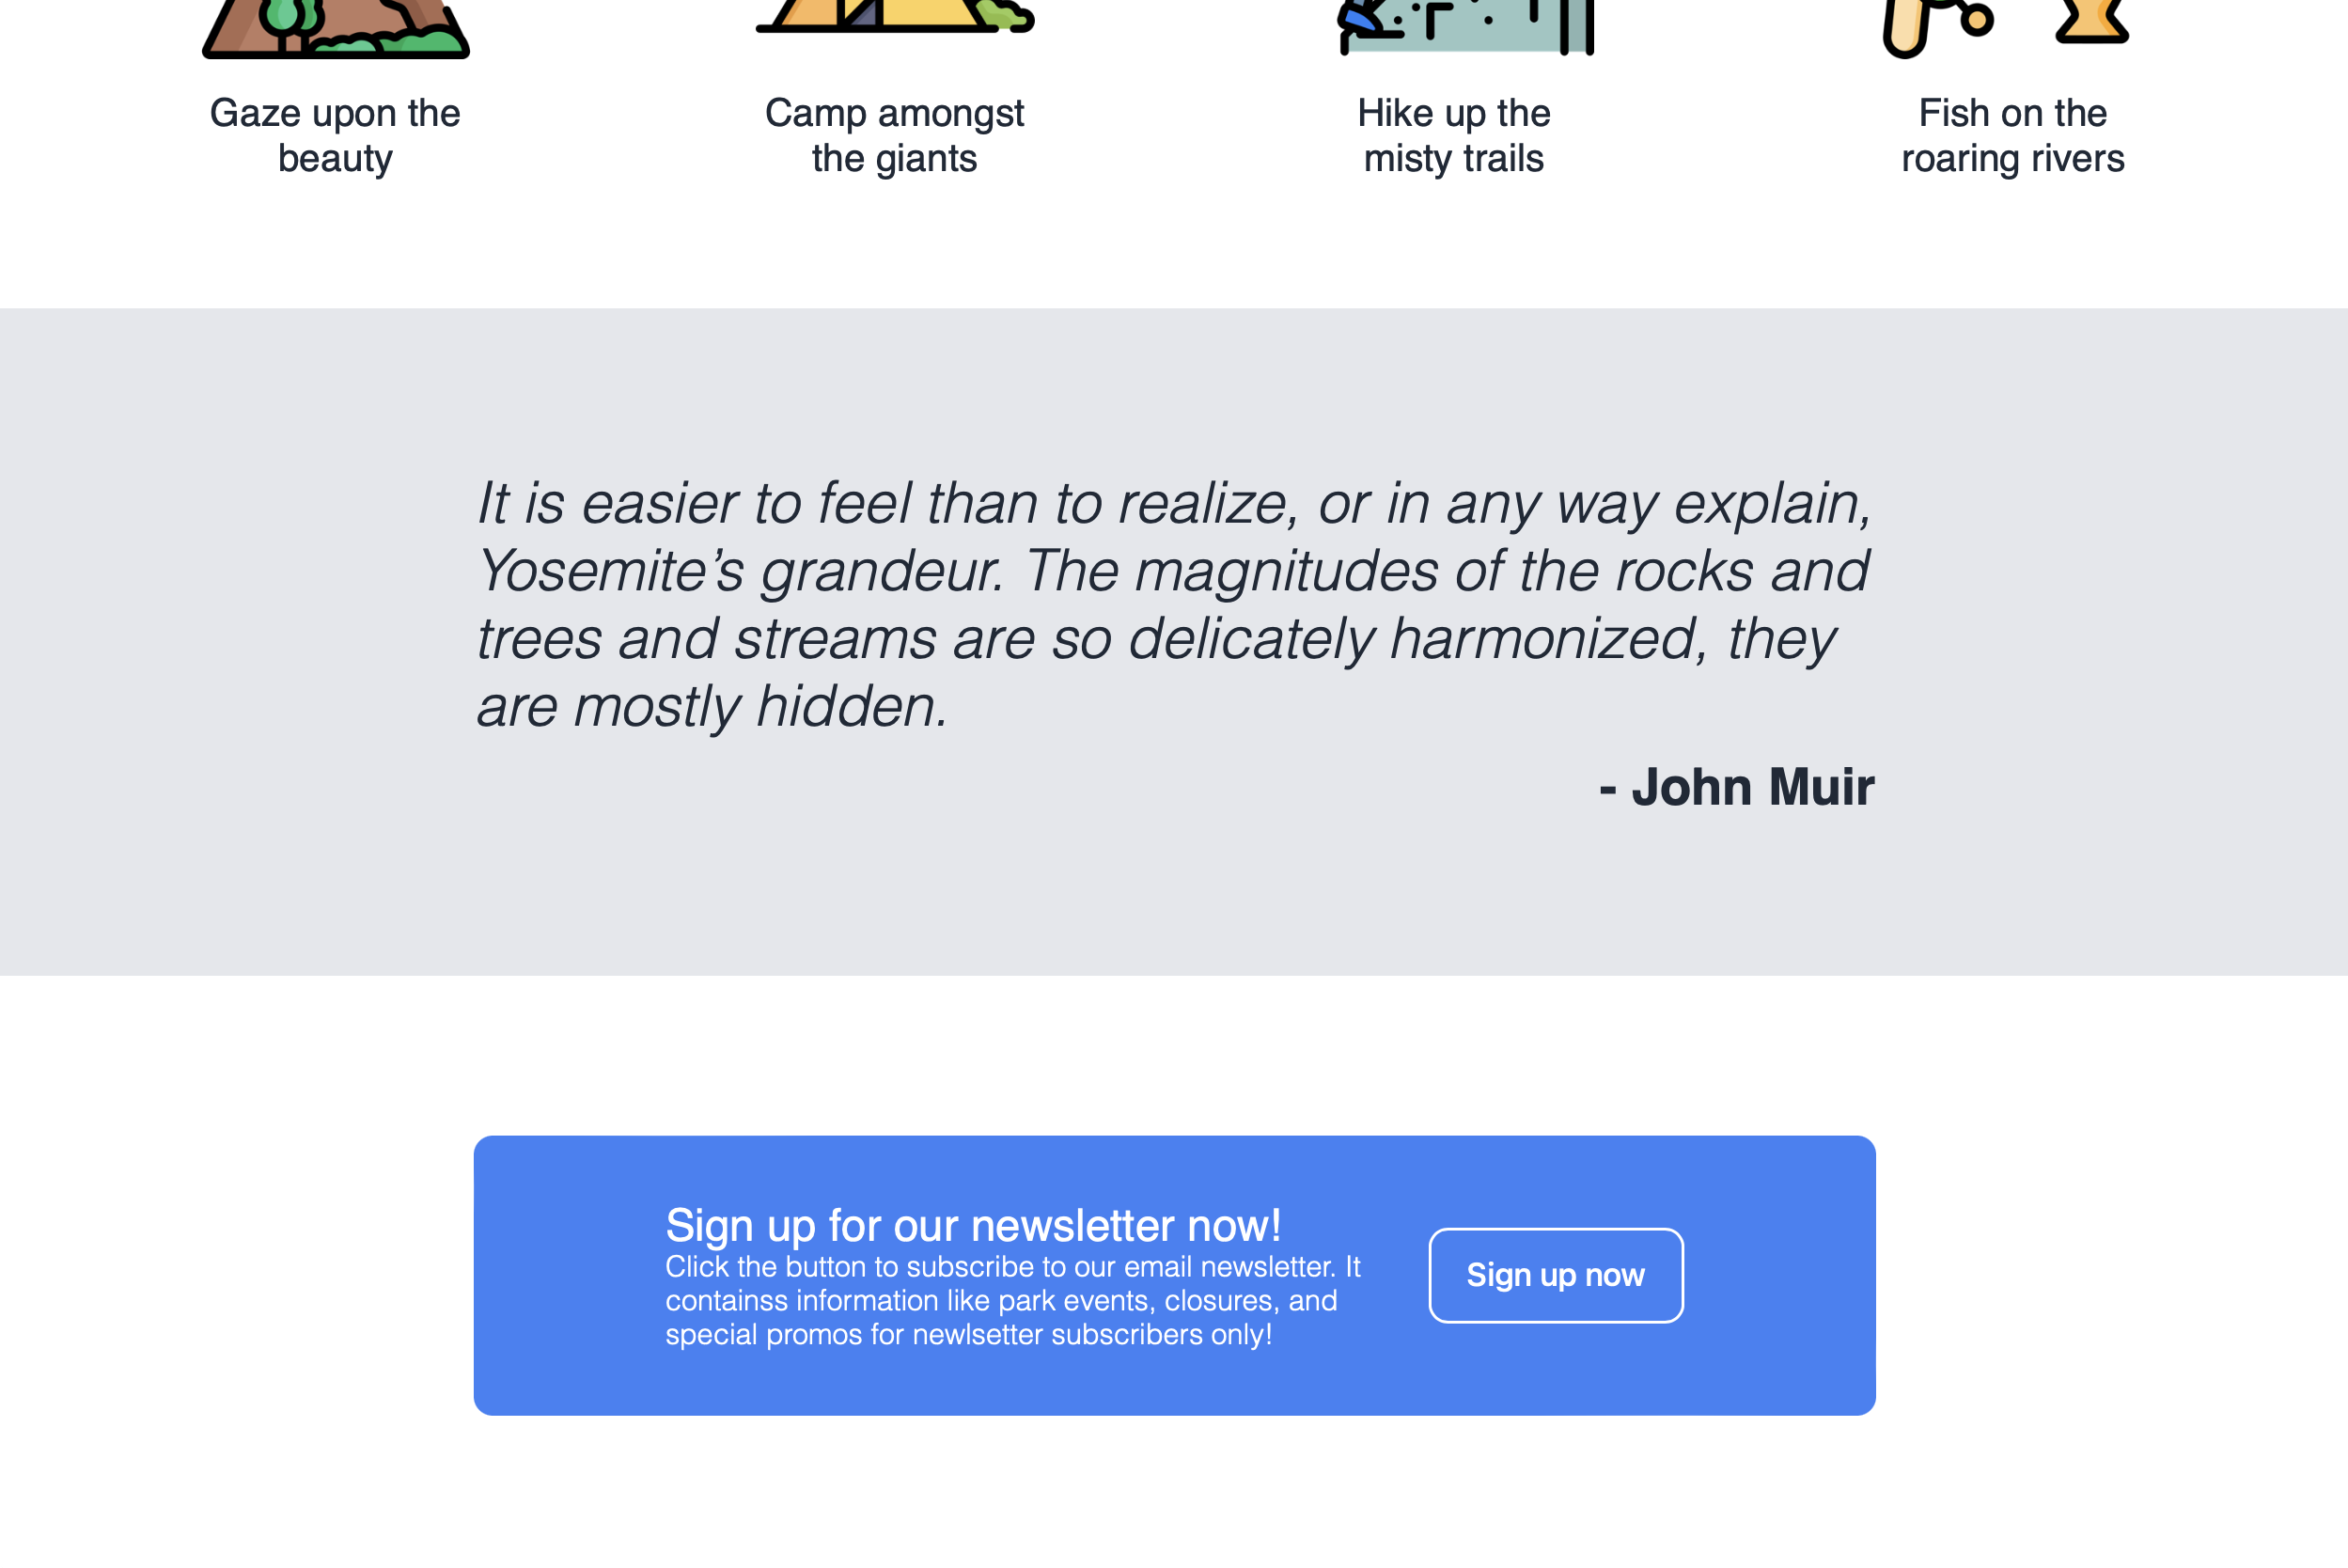 Gaze upon the
beauty
Camp amongst
the giants
Hike up the
misty trails
Fish on the
roaring rivers
It is easier to feel than to realize, or in any way explain,
Yosemite’s grandeur. The magnitudes of the rocks and
trees and streams are so delicately harmonized, they
are mostly hidden.
- John Muir
Sign up for our newsletter now!
Click the button to subscribe to our email newsletter. It
containss information like park events, closures, and
special promos for newlsetter subscribers only!
Sign up now